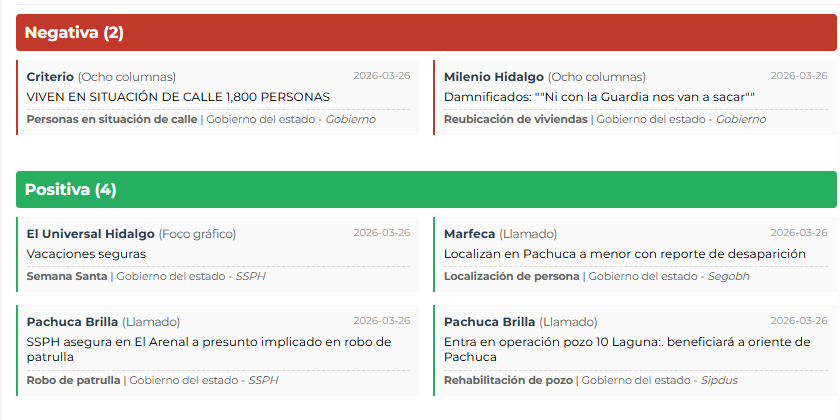 Negativa (2)
Criterio (Ocho columnas) 2026-03-26
VIVEN EN SITUACIÓN DE CALLE 1,800 PERSONAS
Personas en situación de calle | Gobierno del estado - Gobierno
Milenio Hidalgo (Ocho columnas) 2026-03-26
Damnificados: ""Ni con la Guardia nos van a sacar""
Reubicación de viviendas | Gobierno del estado - Gobierno
Positiva (4)
El Universal Hidalgo (Foco gráfico) 2026-03-26
Vacaciones seguras
Semana Santa | Gobierno del estado - SSPH
Marfeca (Llamado) 2026-03-26
Localizan en Pachuca a menor con reporte de desaparición
Localización de persona | Gobierno del estado - Segobh
Pachuca Brilla (Llamado) 2026-03-26
SSPH asegura en El Arenal a presunto implicado en robo de
patrulla
Robo de patrulla | Gobierno del estado - SSPH
Pachuca Brilla (Llamado) 2026-03-26
Entra en operación pozo 10 Laguna:. beneficiará a oriente de
Pachuca
Rehabilitación de pozo | Gobierno del estado - Sipdus